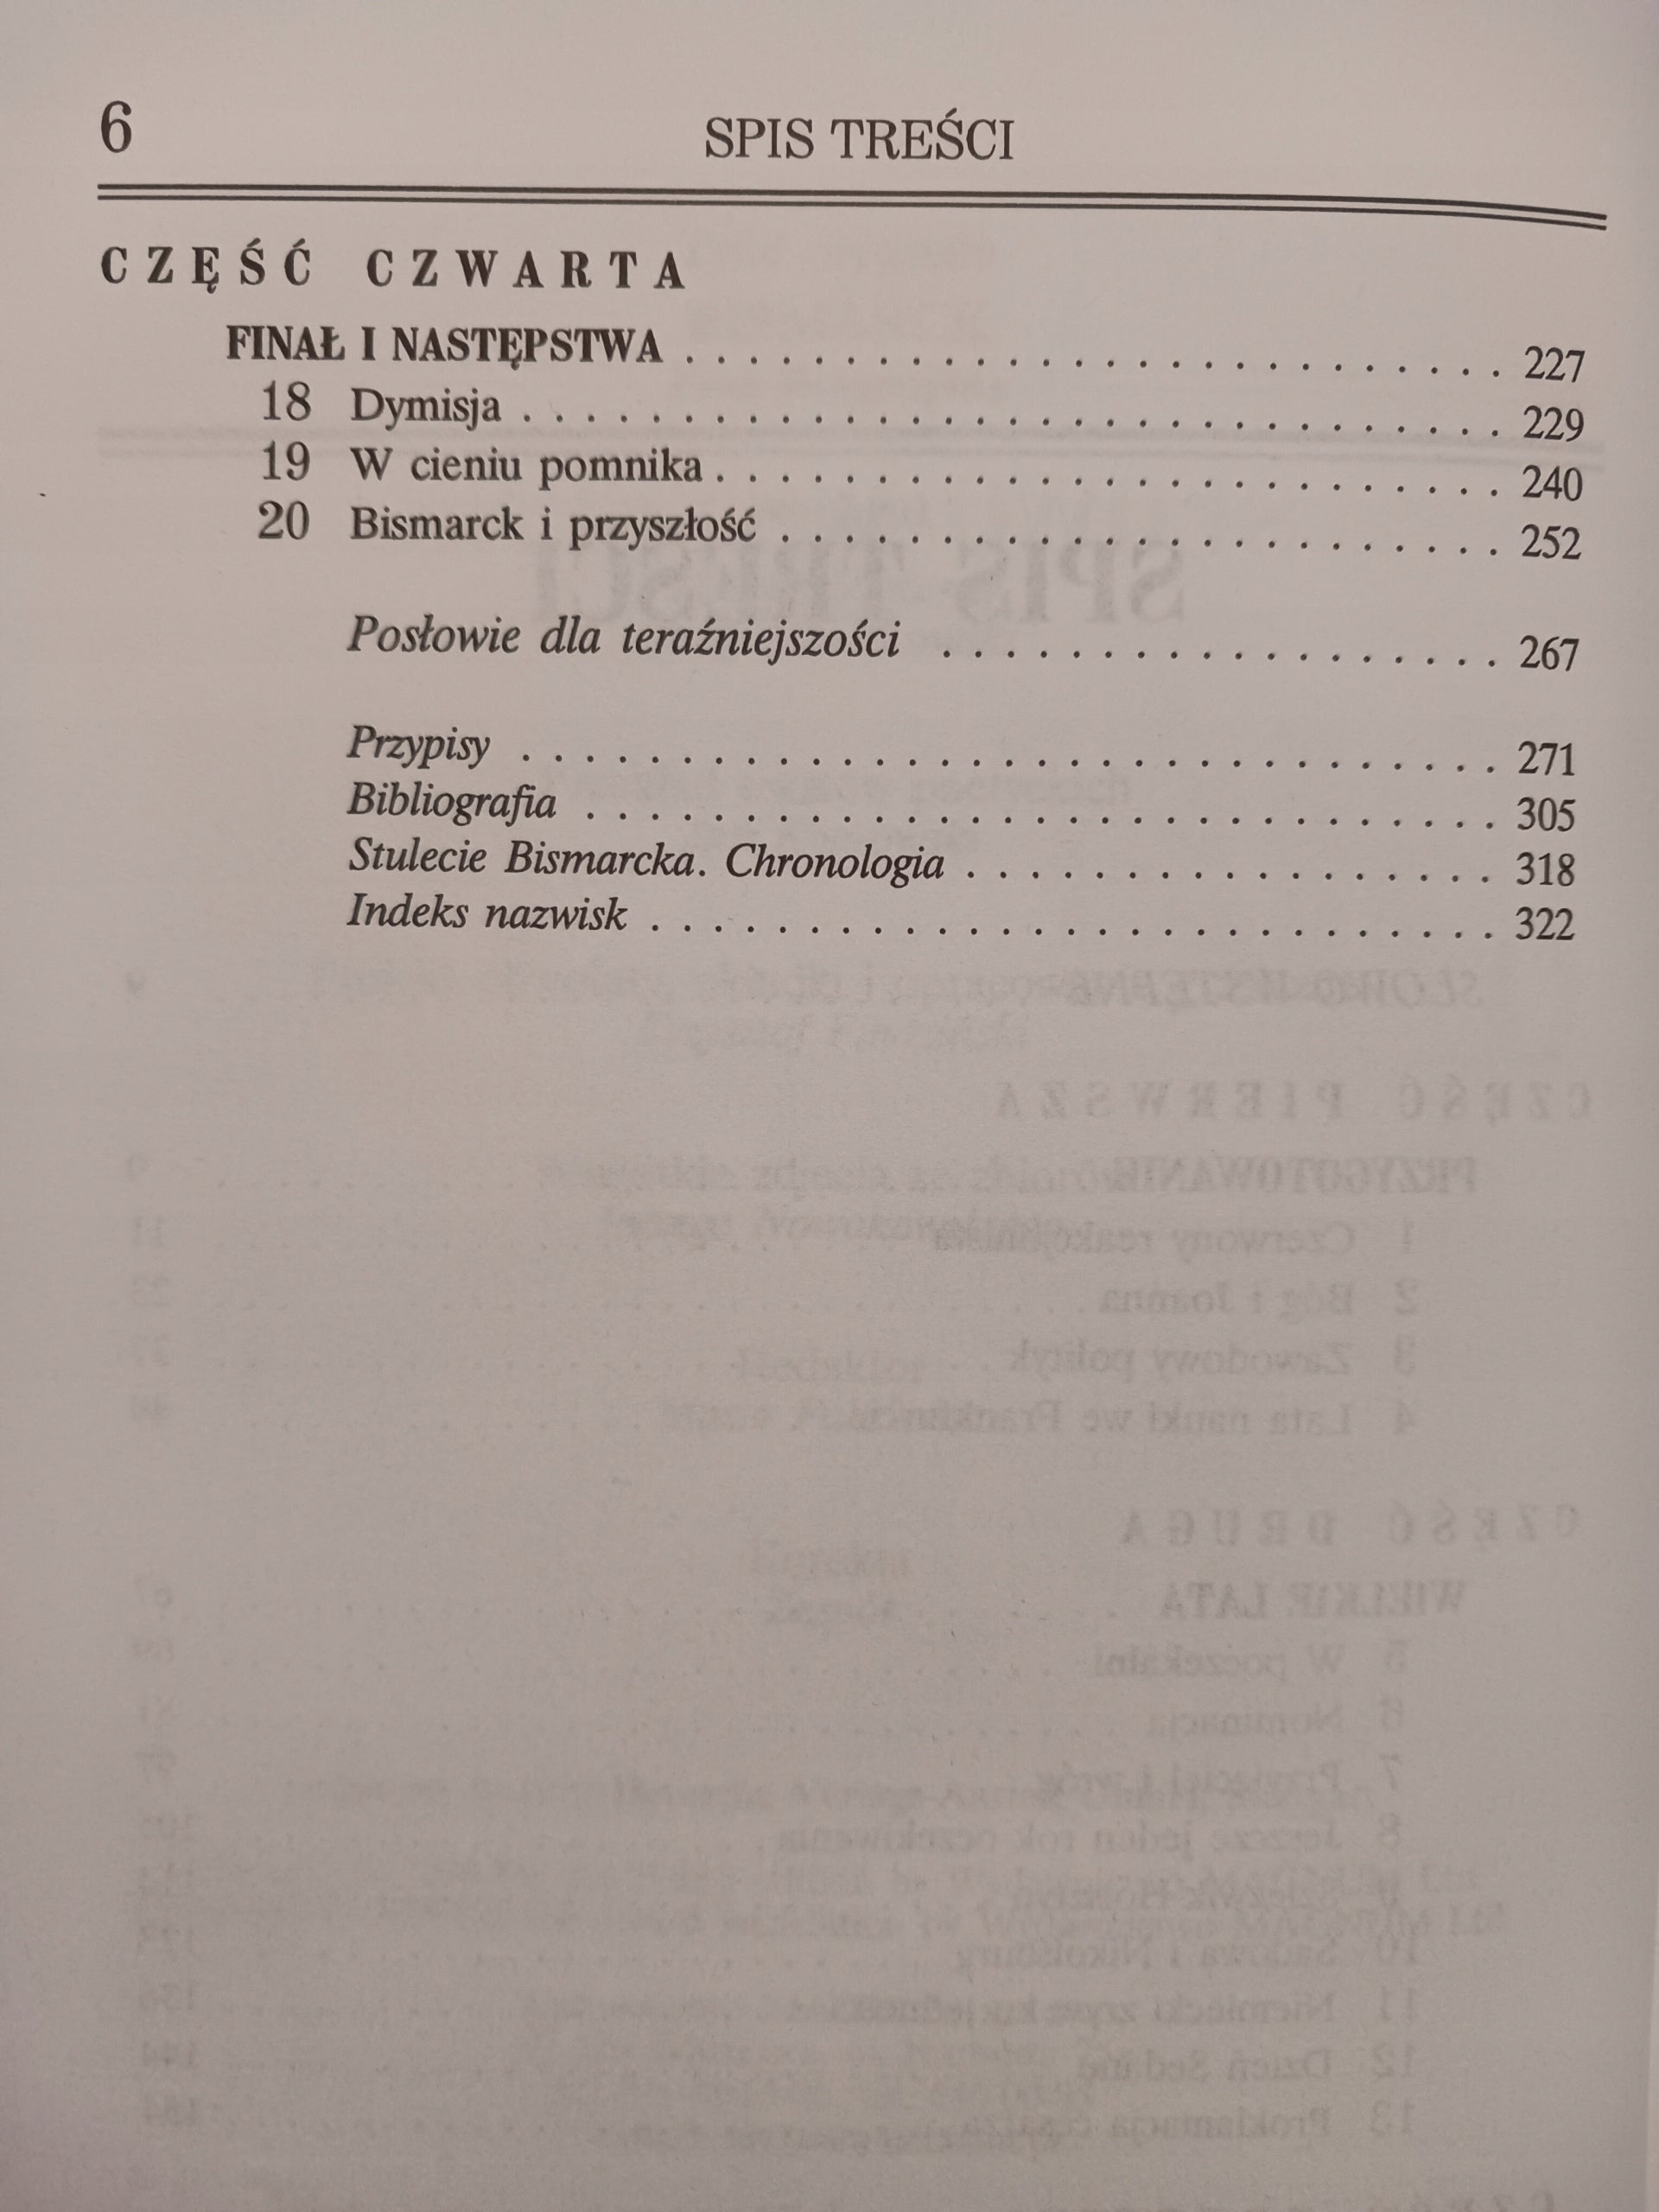 6 SPIS TREŚCI
CZĘŚĆ CZWARTA
FINAŁ I NASTĘPSTWA . . . . . . . . . . . . . . . . . . . . . . . . . . 227
18 Dymisja . . . . . . . . . . . . . . . . . . . . . . . . . . . . . . . 229
19 W cieniu pomnika . . . . . . . . . . . . . . . . . . . . . . . . . 240
20 Bismarck i przyszłość . . . . . . . . . . . . . . . . . . . . . . . 252
Posłowie dla teraźniejszości . . . . . . . . . . . . . . . . . . 267
Przypisy . . . . . . . . . . . . . . . . . . . . . . . . . . . . . . . 271
Bibliografia . . . . . . . . . . . . . . . . . . . . . . . . . . . . . 305
Stulecie Bismarcka. Chronologia . . . . . . . . . . . . . . . . . 318
Indeks nazwisk . . . . . . . . . . . . . . . . . . . . . . . . . . . 322